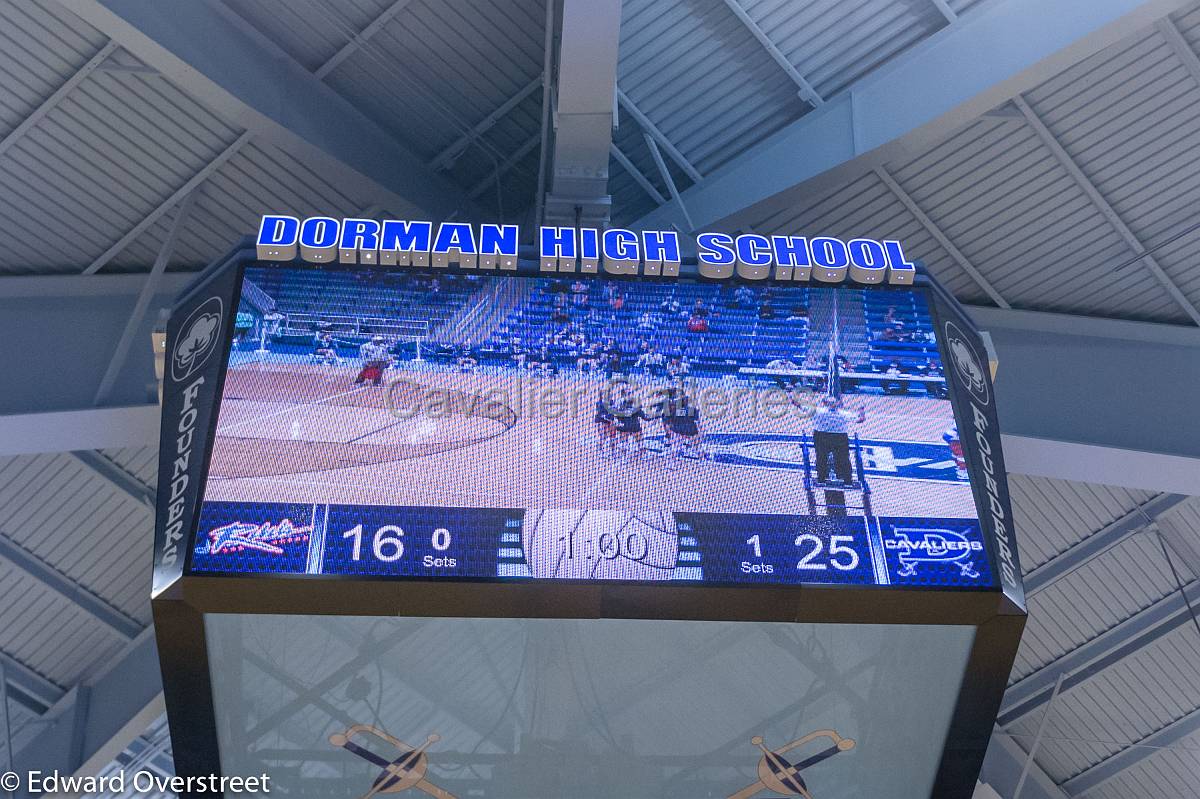 DORMAN HIGH SCHOOL
FOUNDERS
FOUNDERS
Cavalier Galleries
16 0 Sets
1:00
1 Sets 25
CAVALIERS
© Edward Overstreet